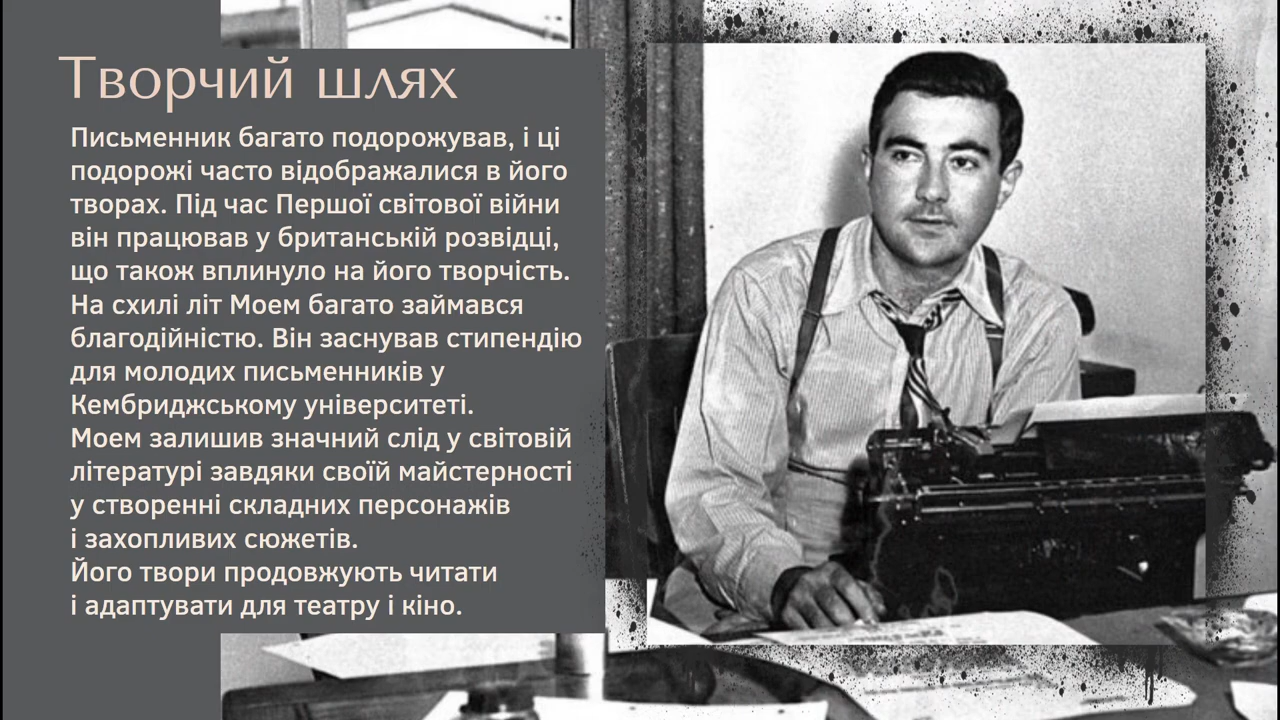 Творчий шлях
Письменник багато подорожував, і ці
подорожі часто відображалися в його
творах. Під час Першої світової війни
він працював у британській розвідці,
що також вплинуло на його творчість.
На схилі літ Моем багато займався
благодійністю. Він заснував стипендію
для молодих письменників у
Кембриджському університеті.
Моем залишив значний слід у світовій
літературі завдяки своїй майстерності
у створенні складних персонажів
і захопливих сюжетів.
Його твори продовжують читати
і адаптувати для театру і кіно.